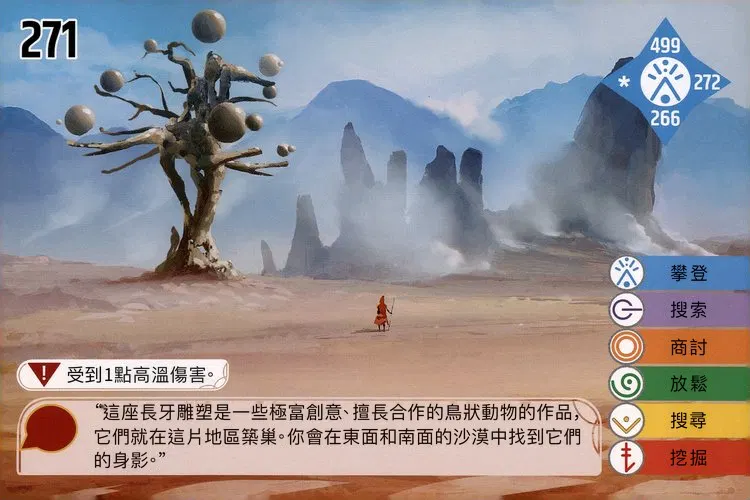 271
499
* 272
266
攀登
搜索
商討
放鬆
搜尋
挖掘
! 受到1點高溫傷害。
“這座長牙雕塑是一些極富創意、擅長合作的鳥狀動物的作品,
它們就在這片地區築巢。你會在東面和南面的沙漠中找到它們
的身影。”